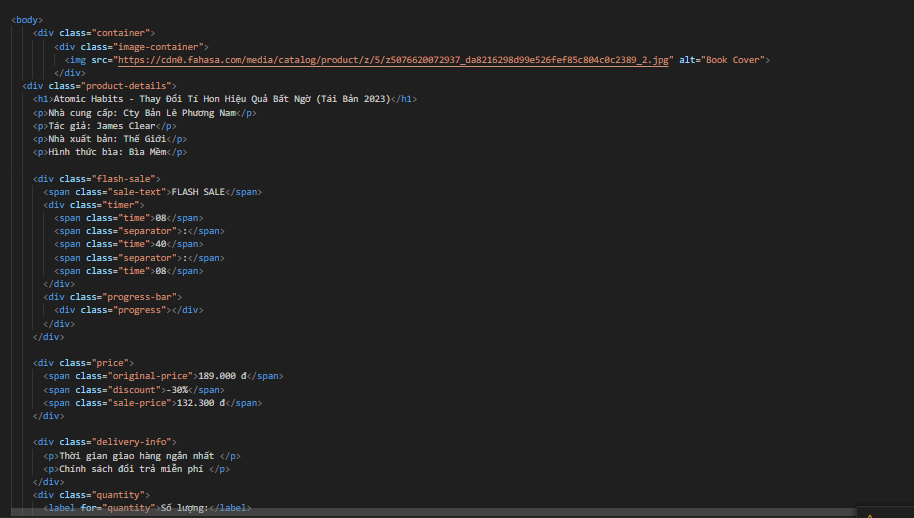 <body>
<div class="container">
<div class="image-container">
<img src="https://cdn0.fahasa.com/media/catalog/product/z/5/z5076620072937_da8216298d99e526fef85c804c0c2389_2.jpg" alt="Book Cover">
</div>
<div class="product-details">
<h1>Atomic Habits - Thay Đổi Tí Hon Hiệu Quả Bất Ngờ (Tái Bản 2023)</h1>
<p>Nhà cung cấp: Cty Bán Lẻ Phương Nam</p>
<p>Tác giả: James Clear</p>
<p>Nhà xuất bản: Thế Giới</p>
<p>Hình thức bìa: Bìa Mềm</p>
<div class="flash-sale">
<span class="sale-text">FLASH SALE</span>
<div class="timer">
<span class="time">08</span>
<span class="separator">:</span>
<span class="time">40</span>
<span class="separator">:</span>
<span class="time">08</span>
</div>
<div class="progress-bar">
<div class="progress"></div>
</div>
</div>
<div class="price">
<span class="original-price">189.000 đ</span>
<span class="discount">-30%</span>
<span class="sale-price">132.300 đ</span>
</div>
<div class="delivery-info">
<p>Thời gian giao hàng ngắn nhất </p>
<p>Chính sách đổi trả miễn phí </p>
</div>
<div class="quantity">
<label for="quantity">Số lượng:</label>